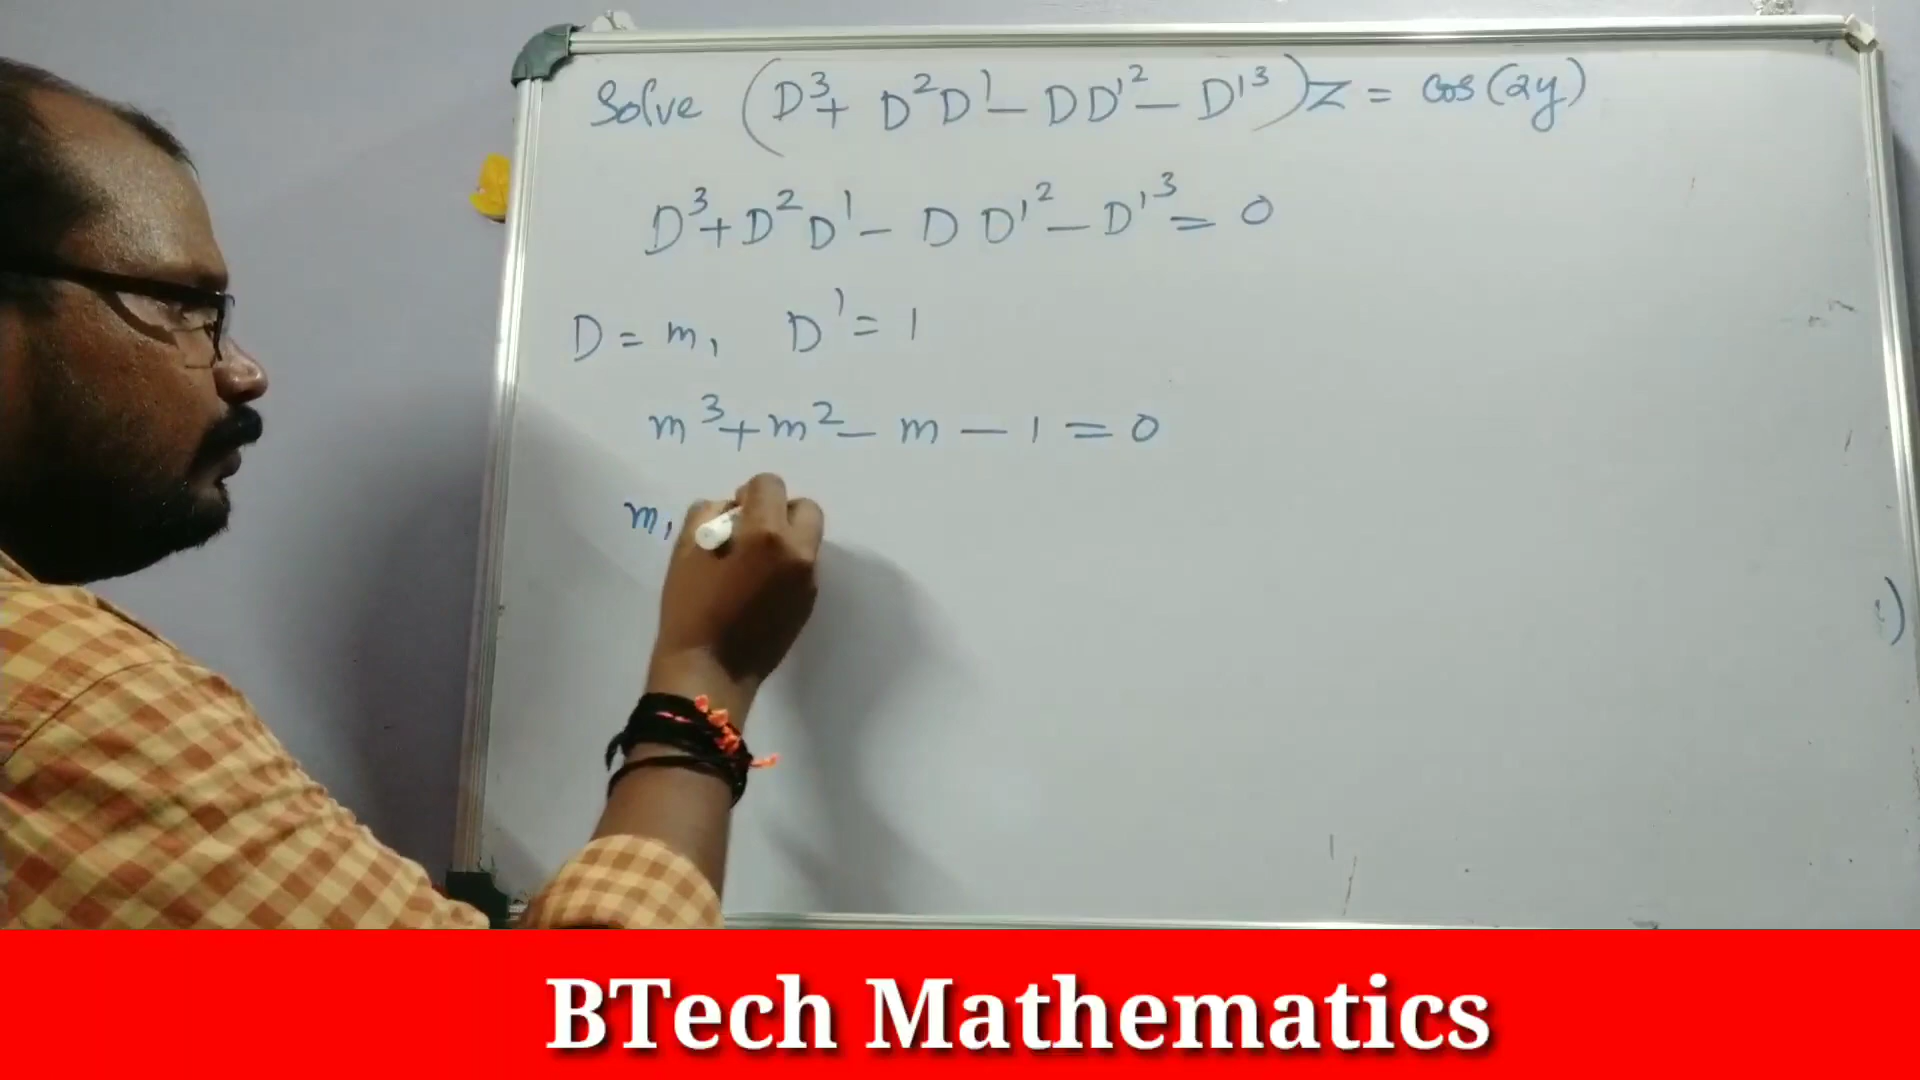 Solve (D³ + D²D' - DD'² - D'³)z = cos(2y)
D³ + D²D' - DD'² - D'³ = 0
D = m, D' = 1
m³ + m² - m - 1 = 0
m,
BTech Mathematics